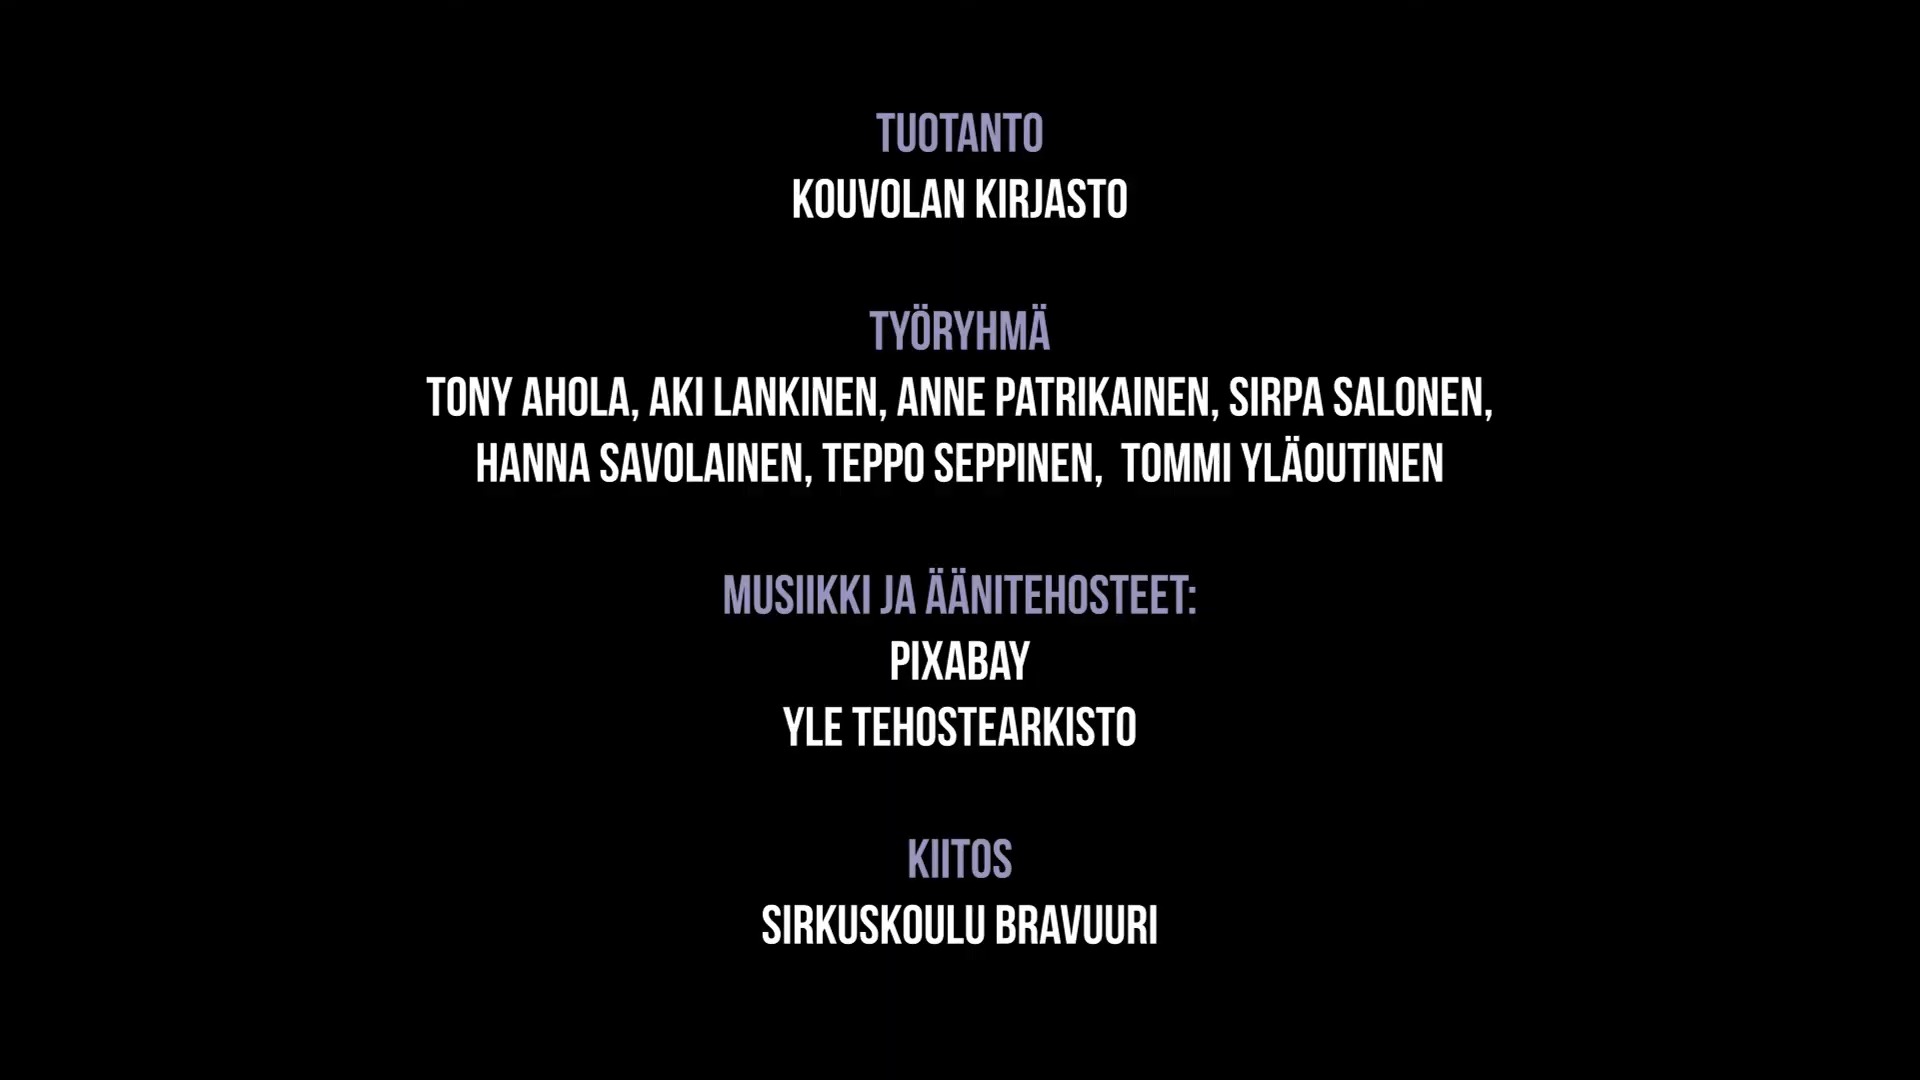 TUOTANTO
KOUVOLAN KIRJASTO
TYÖRYHMÄ
TONY AHOLA, AKI LANKINEN, ANNE PATRIKAINEN, SIRPA SALONEN,
HANNA SAVOLAINEN, TEPPO SEPPINEN, TOMMI YLÄOUTINEN
MUSIIKKI JA ÄÄNITEHOSTEET:
PIXABAY
YLE TEHOSTEARKISTO
KIITOS
SIRKUSKOULU BRAVUURI